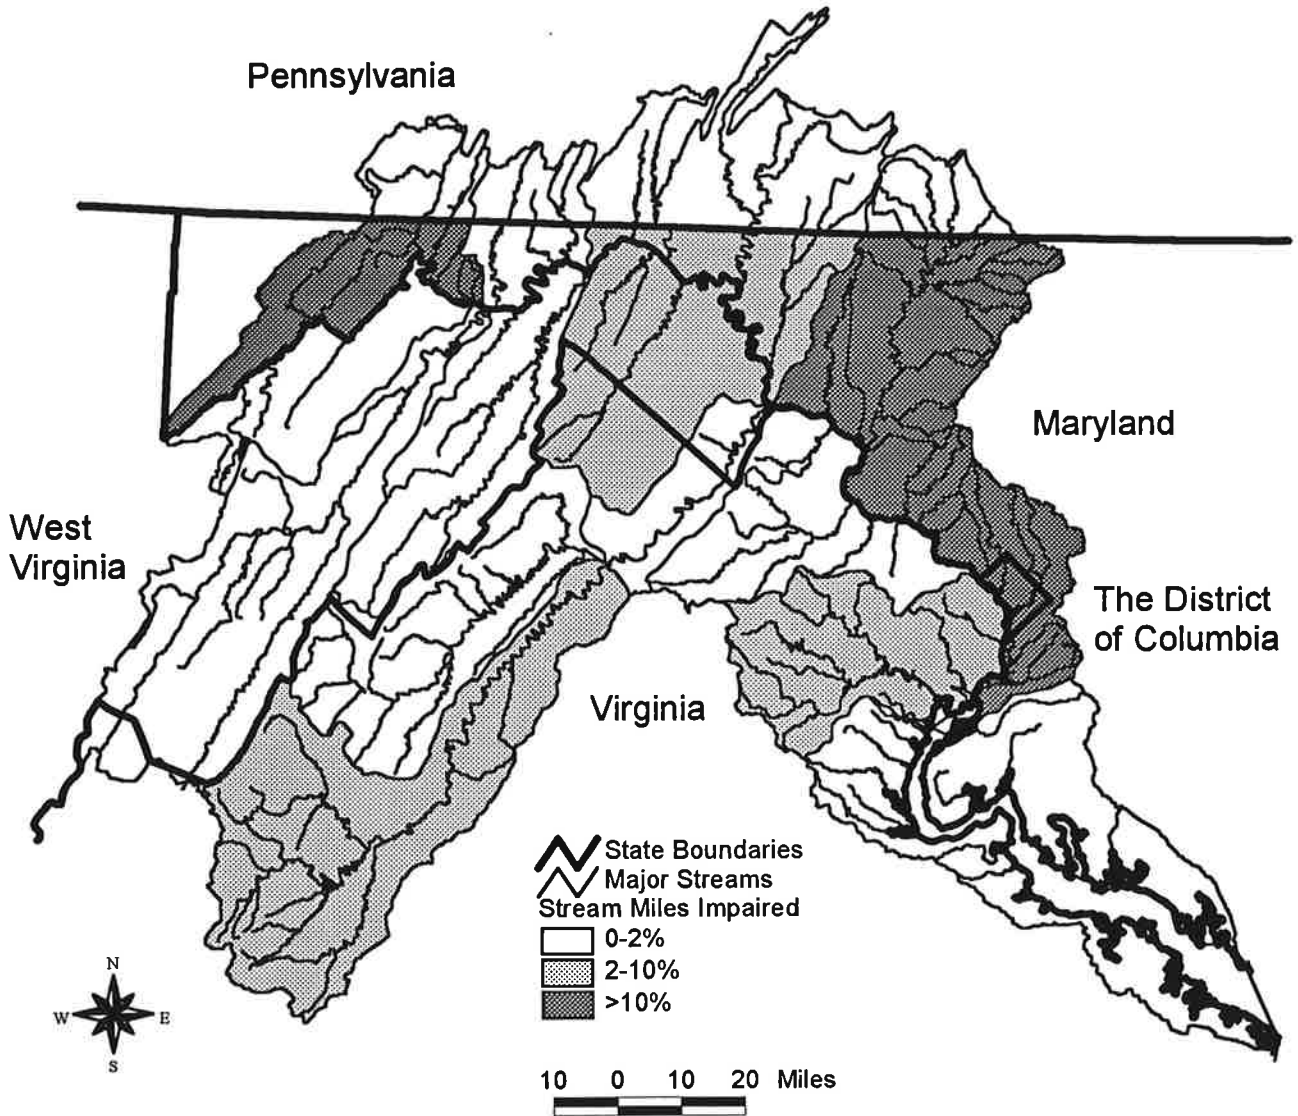 Pennsylvania
Maryland
West
Virginia
The District
of Columbia
Virginia
State Boundaries
Major Streams
Stream Miles Impaired
0-2%
2-10%
>10%
N
W E
S
10 0 10 20 Miles